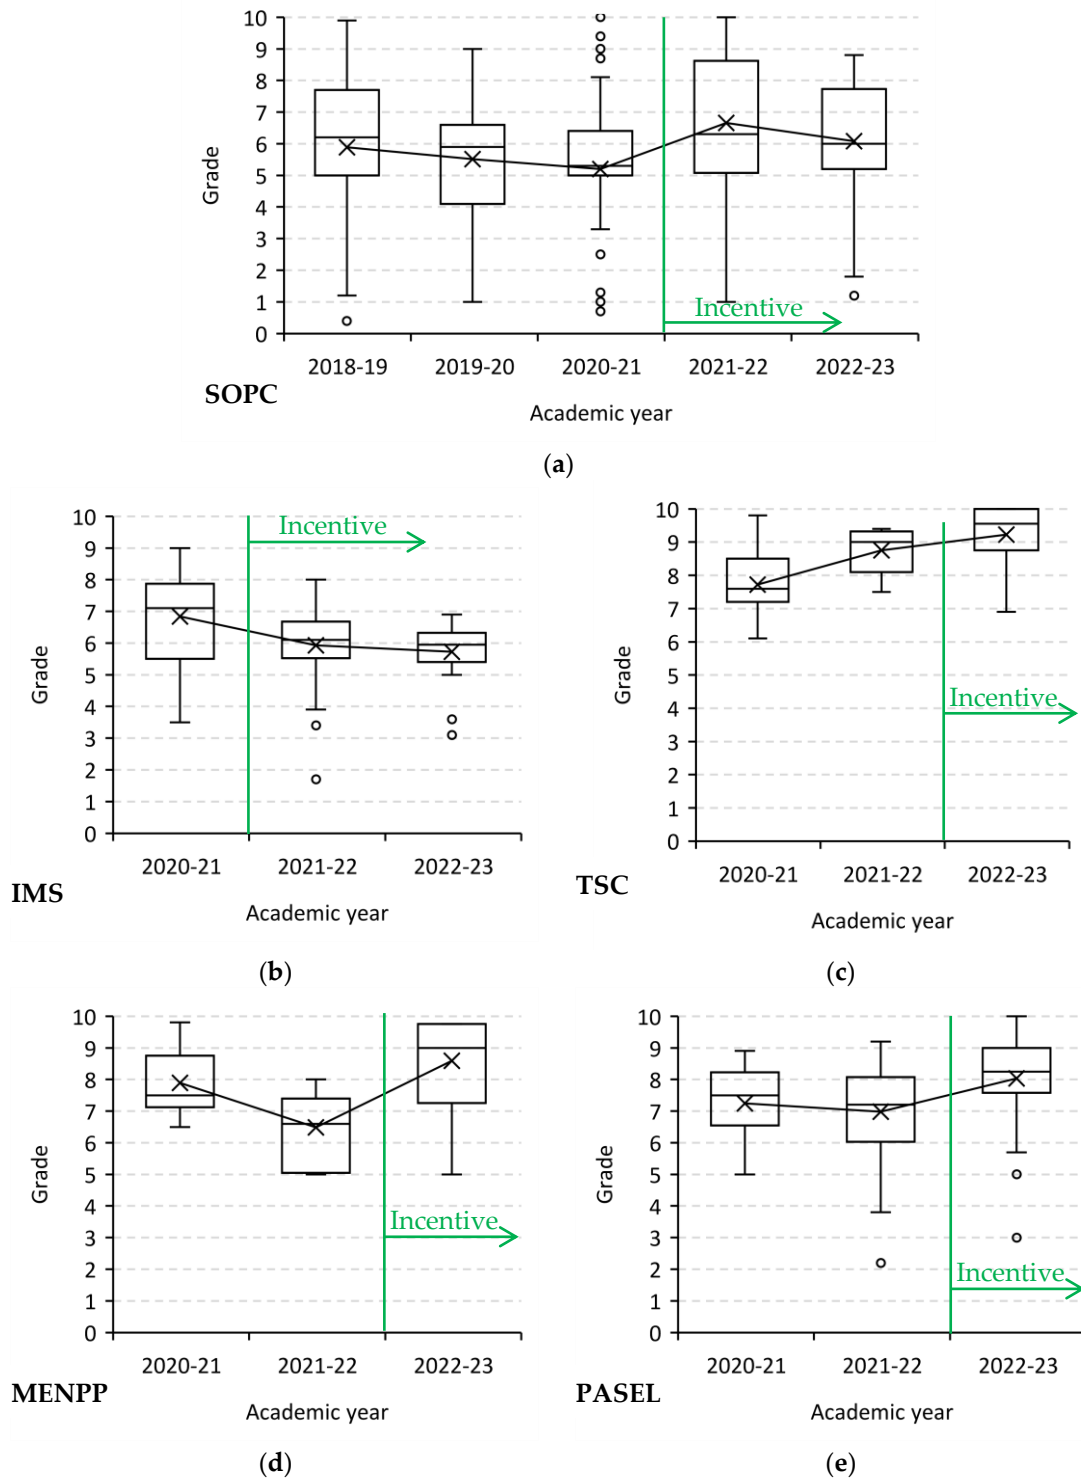 10
9
8
7
6
5
4
3
2
1
0
Grade
Incentive
2018-19 2019-20 2020-21 2021-22 2022-23
SOPC
Academic year
(a)
10
9
8
7
6
5
4
3
2
1
0
Grade
Incentive
2020-21 2021-22 2022-23
IMS
Academic year
(b)
10
9
8
7
6
5
4
3
2
1
0
Grade
Incentive
2020-21 2021-22 2022-23
TSC
Academic year
(c)
10
9
8
7
6
5
4
3
2
1
0
Grade
Incentive
2020-21 2021-22 2022-23
MENPP
Academic year
(d)
10
9
8
7
6
5
4
3
2
1
0
Grade
Incentive
2020-21 2021-22 2022-23
PASEL
Academic year
(e)